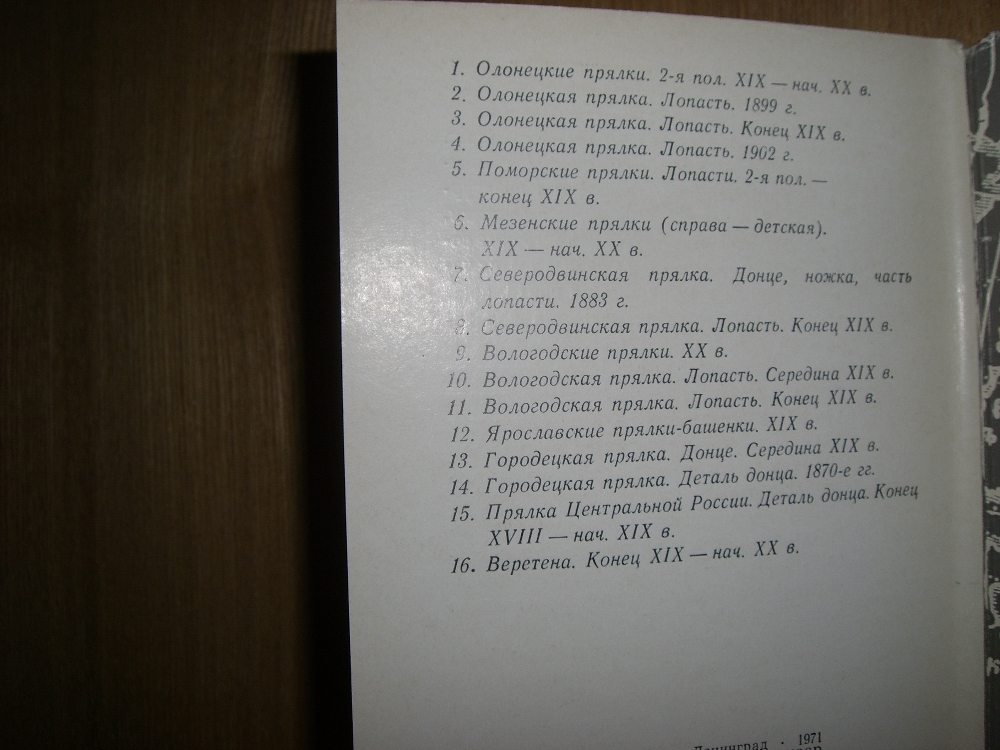 1. Олонецкие прялки. 2-я пол. XIX — нач. XX в.
2. Олонецкая прялка. Лопасть. 1899 г.
3. Олонецкая прялка. Лопасть. Конец XIX в.
4. Олонецкая прялка. Лопасть. 1902 г.
5. Поморские прялки. Лопасти. 2-я пол. —
конец XIX в.
6. Мезенские прялки (справа — детская).
XIX — нач. XX в.
7. Северодвинская прялка. Донце, ножка, часть
лопасти. 1883 г.
8. Северодвинская прялка. Лопасть. Конец XIX в.
9. Вологодские прялки. XX в.
10. Вологодская прялка. Лопасть. Середина XIX в.
11. Вологодская прялка. Лопасть. Конец XIX в.
12. Ярославские прялки-башенки. XIX в.
13. Городецкая прялка. Донце. Середина XIX в.
14. Городецкая прялка. Деталь донца. 1870-е гг.
15. Прялка Центральной России. Деталь донца. Конец
XVIII — нач. XIX в.
16. Веретена. Конец XIX — нач. XX в.
Ленинград · 1971